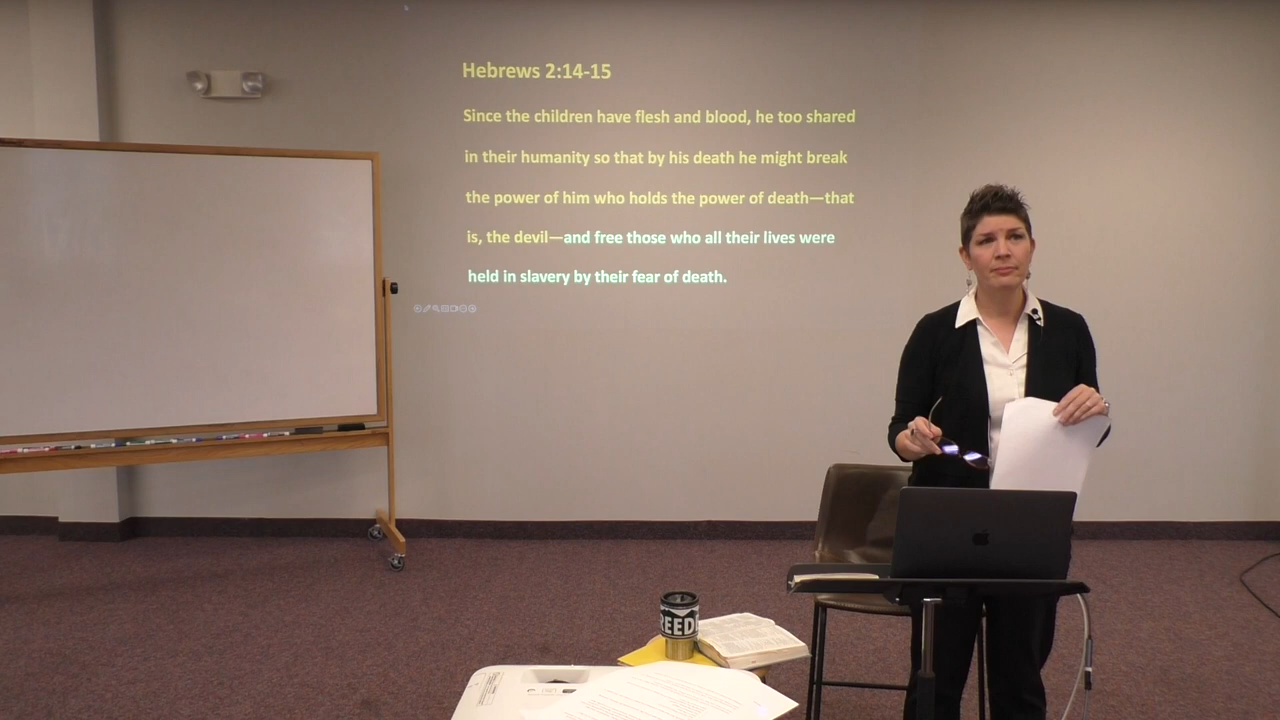 Hebrews 2:14-15
Since the children have flesh and blood, he too shared
in their humanity so that by his death he might break
the power of him who holds the power of death—that
is, the devil—and free those who all their lives were
held in slavery by their fear of death.
REEDI